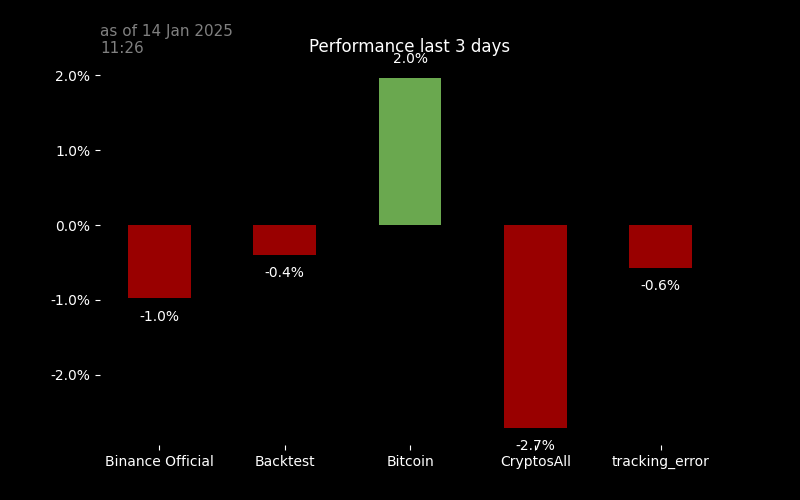 as of 14 Jan 2025
11:26
Performance last 3 days
2.0%
2.0%
1.0%
0.0%
-0.4%
-0.6%
-1.0%
-1.0%
-2.0%
-2.7%
Binance Official
Backtest
Bitcoin
CryptosAll
tracking_error